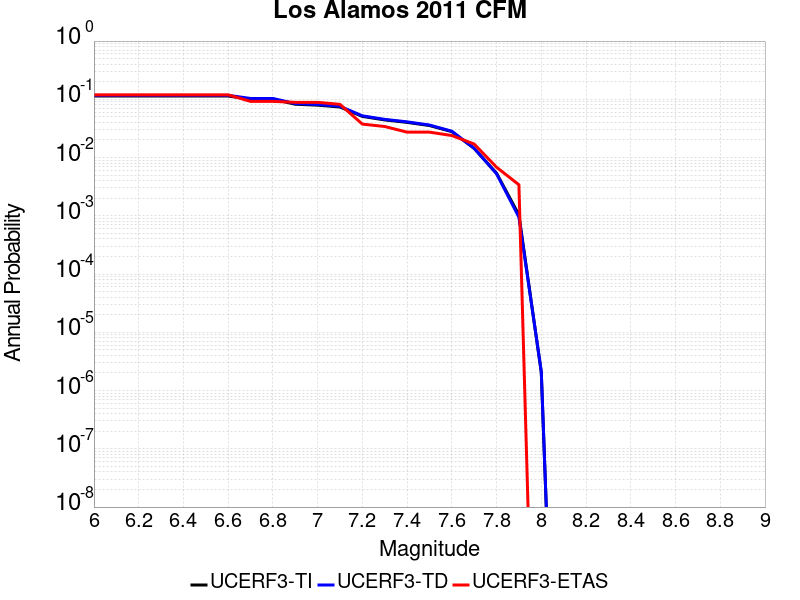 Los Alamos 2011 CFM
10^0
10^-1
10^-2
10^-3
10^-4
10^-5
10^-6
10^-7
10^-8
Annual Probability
6 6.2 6.4 6.6 6.8 7 7.2 7.4 7.6 7.8 8 8.2 8.4 8.6 8.8 9
Magnitude
UCERF3-TI UCERF3-TD UCERF3-ETAS